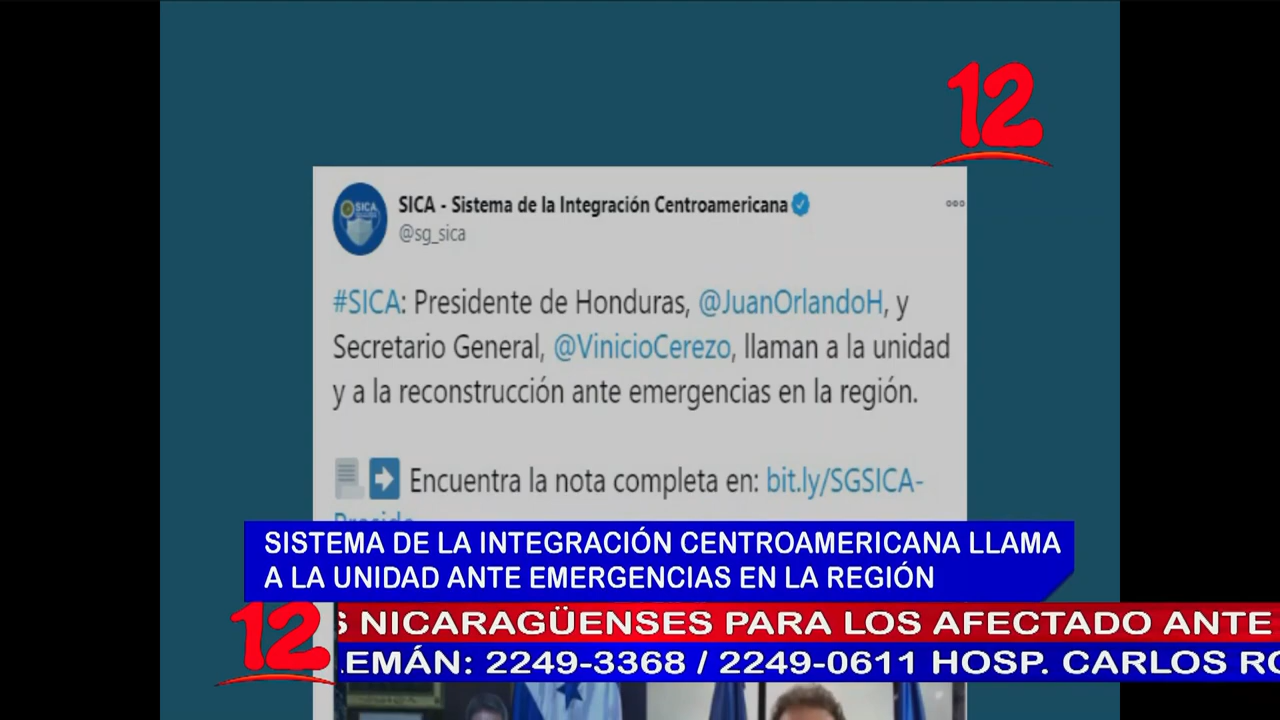 12
SICA
SICA - Sistema de la Integración Centroamericana
@sg_sica
#SICA: Presidente de Honduras, @JuanOrlandoH, y
Secretario General, @VinicioCerezo, llaman a la unidad
y a la reconstrucción ante emergencias en la región.
Encuentra la nota completa en: bit.ly/SGSICA-
SISTEMA DE LA INTEGRACIÓN CENTROAMERICANA LLAMA
A LA UNIDAD ANTE EMERGENCIAS EN LA REGIÓN
12
S NICARAGÜENSES PARA LOS AFECTADO ANTE
LEMÁN: 2249-3368 / 2249-0611 HOSP. CARLOS RO